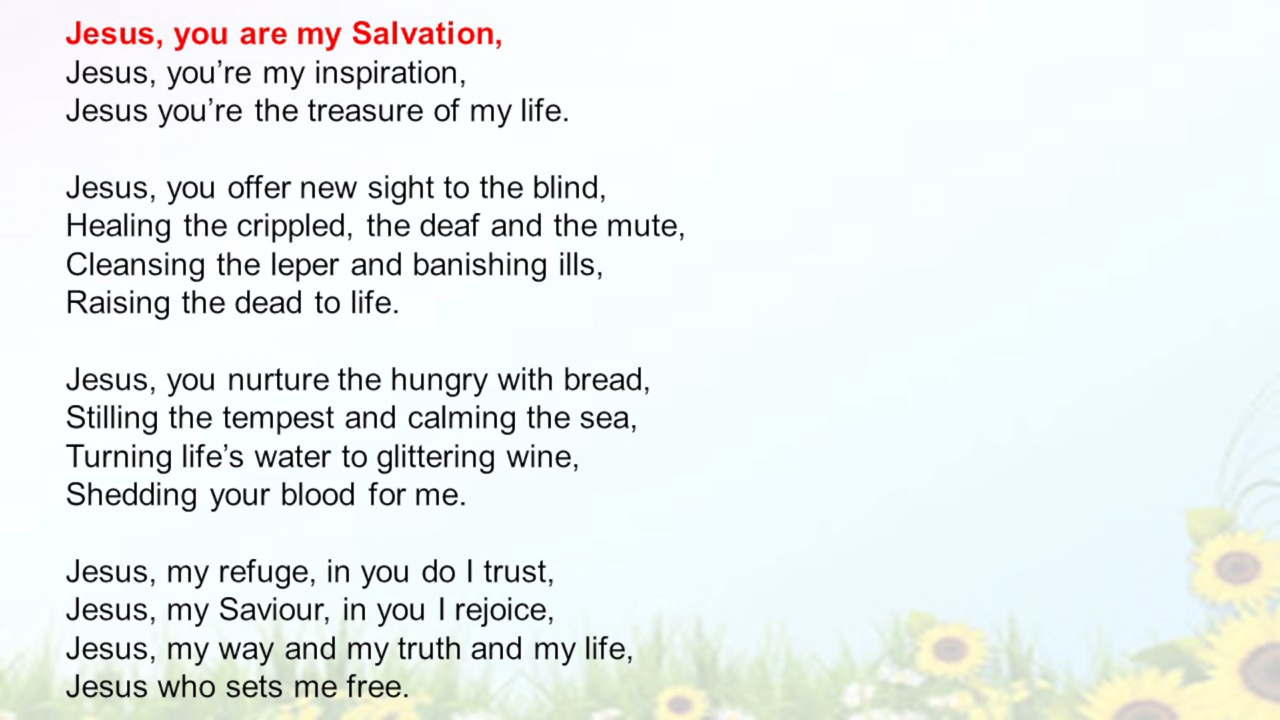 Jesus, you are my Salvation,
Jesus, you’re my inspiration,
Jesus you’re the treasure of my life.

Jesus, you offer new sight to the blind,
Healing the crippled, the deaf and the mute,
Cleansing the leper and banishing ills,
Raising the dead to life.

Jesus, you nurture the hungry with bread,
Stilling the tempest and calming the sea,
Turning life’s water to glittering wine,
Shedding your blood for me.

Jesus, my refuge, in you do I trust,
Jesus, my Saviour, in you I rejoice,
Jesus, my way and my truth and my life,
Jesus who sets me free.